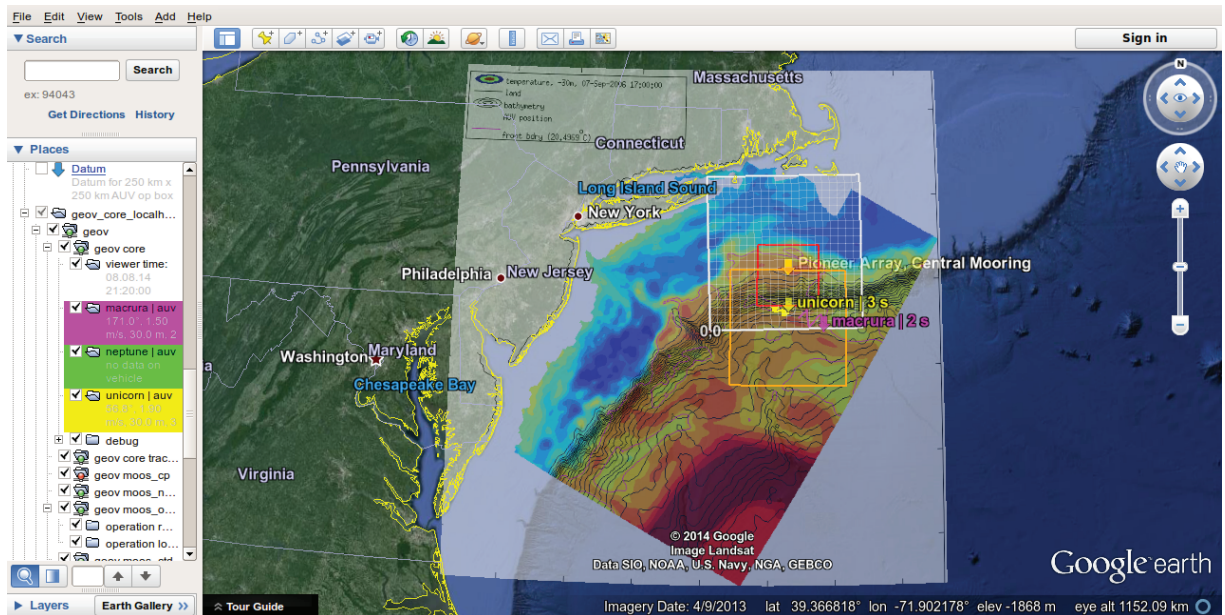 File Edit View Tools Add Help
Search
Search
ex: 94043
Get Directions History
Places
Datum
Datum for 250 km x
250 km AUV op box
geov_core_localh...
geov
geov core
viewer time:
08.08.14
21:20:00
macrura | auv
171.0°, 1.50
m/s, 30.0 m, 2
neptune | auv
no data on
vehicle
unicorn | auv
m/s, 30.0 m, 3
debug
geov core trac...
geov moos_cp
geov moos_n...
geov moos_o...
operation r...
operation lo...
geov moos_ctd
Layers
Earth Gallery >>
Sign in
temperature, -30m, 07-Sep-2006 17:00:00
land
bathymetry
AUV position
front bdry (20.4969°C)
Massachusetts
Connecticut
Pennsylvania
Long Island Sound
New York
Philadelphia
New Jersey
Pioneer Array, Central Mooring
unicorn | 3 s
macrura | 2 s
0,0
Washington
Maryland
a
Chesapeake Bay
Virginia
N
© 2014 Google
Image Landsat
Data SIO, NOAA, U.S. Navy, NGA, GEBCO
Google earth
Tour Guide
Imagery Date: 4/9/2013 lat 39.366818° lon -71.902178° elev -1868 m eye alt 1152.09 km